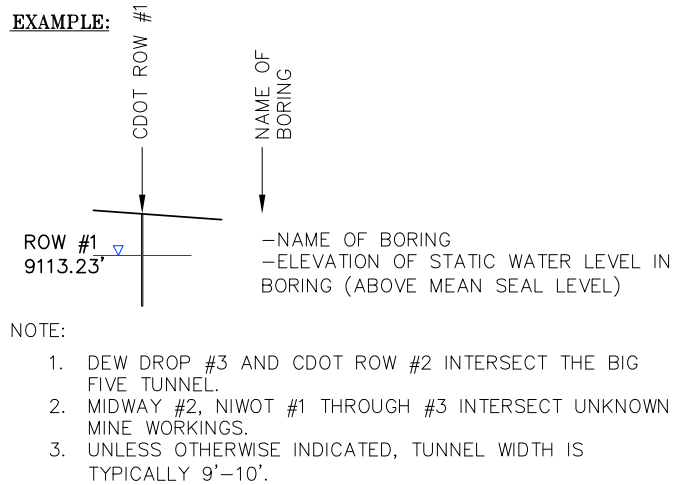 EXAMPLE:
CDOT ROW #1
NAME OF
BORING
ROW #1
9113.23'
–NAME OF BORING
–ELEVATION OF STATIC WATER LEVEL IN
BORING (ABOVE MEAN SEAL LEVEL)
NOTE:
1. DEW DROP #3 AND CDOT ROW #2 INTERSECT THE BIG
FIVE TUNNEL.
2. MIDWAY #2, NIWOT #1 THROUGH #3 INTERSECT UNKNOWN
MINE WORKINGS.
3. UNLESS OTHERWISE INDICATED, TUNNEL WIDTH IS
TYPICALLY 9'–10'.